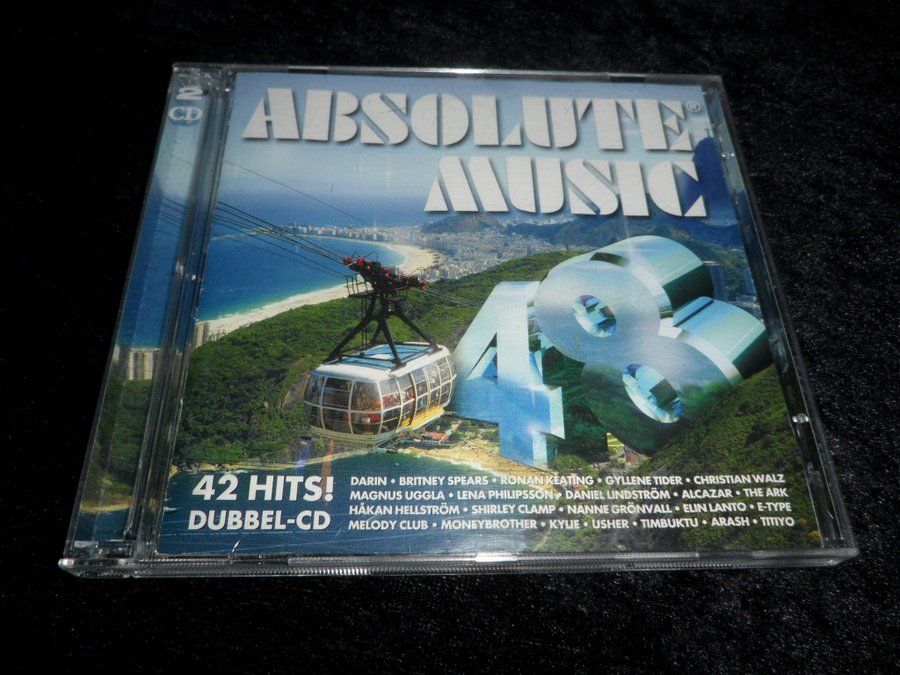 2
CD
ABSOLUTE®
MUSIC
48
42 HITS!
DUBBEL-CD
DARIN • BRITNEY SPEARS • RONAN KEATING • GYLLENE TIDER • CHRISTIAN WALZ
MAGNUS UGGLA • LENA PHILIPSSON • DANIEL LINDSTRÖM • ALCAZAR • THE ARK
HÅKAN HELLSTRÖM • SHIRLEY CLAMP • NANNE GRÖNVALL • ELIN LANTO • E-TYPE
MELODY CLUB • MONEYBROTHER • KYLIE • USHER • TIMBUKTU • ARASH • TITIYO